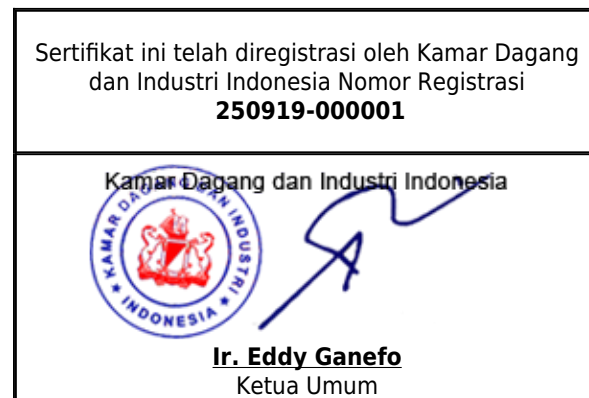 Sertifikat ini telah diregistrasi oleh Kamar Dagang
dan Industri Indonesia Nomor Registrasi
250919-000001
Kamar Dagang dan Industri Indonesia
KAMAR DAGANG DAN INDUSTRI
INDONESIA
Ir. Eddy Ganefo
Ketua Umum